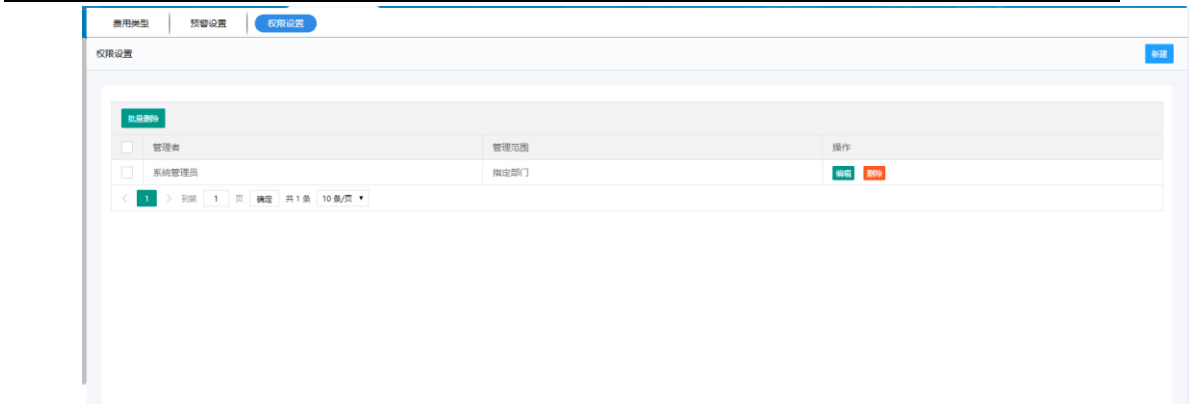 费用类型 预警设置 权限设置
权限设置 新建
批量删除
管理者 管理范围 操作
系统管理员 指定部门 编辑 删除
< 1 > 到第 1 页 确定 共 1 条 10 条/页